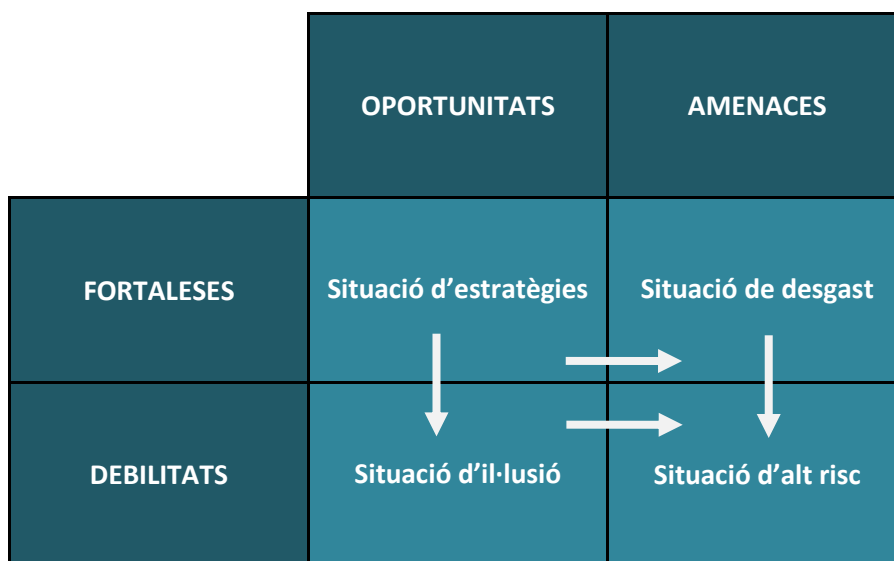 OPORTUNITATS
AMENACES
FORTALESES
Situació d’estratègies
Situació de desgast
DEBILITATS
Situació d’il·lusió
Situació d’alt risc